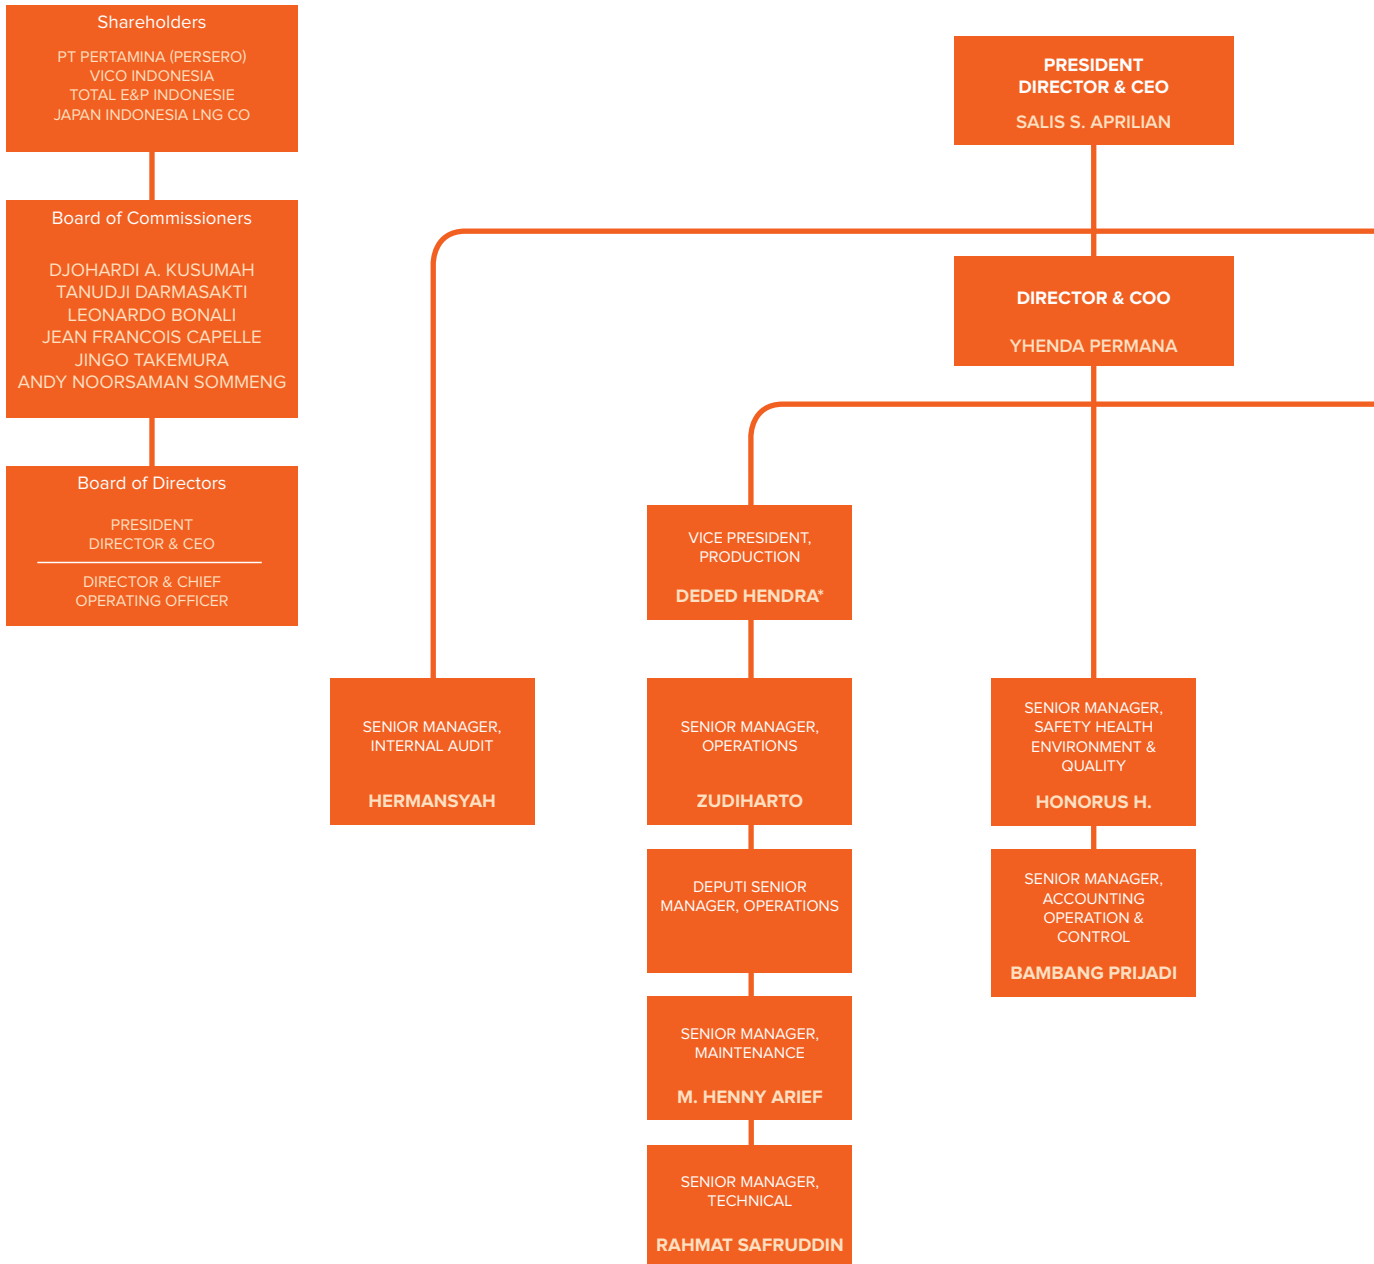 Shareholders
PT PERTAMINA (PERSERO)
VICO INDONESIA
TOTAL E&P INDONESIE
JAPAN INDONESIA LNG CO
Board of Commissioners
DJOHARDI A. KUSUMAH
TANUDJI DARMASAKTI
LEONARDO BONALI
JEAN FRANCOIS CAPELLE
JINGO TAKEMURA
ANDY NOORSAMAN SOMMENG
Board of Directors
PRESIDENT
DIRECTOR & CEO
DIRECTOR & CHIEF
OPERATING OFFICER
PRESIDENT
DIRECTOR & CEO
SALIS S. APRILIAN
DIRECTOR & COO
YHENDA PERMANA
VICE PRESIDENT,
PRODUCTION
DEDED HENDRA*
SENIOR MANAGER,
INTERNAL AUDIT
HERMANSYAH
SENIOR MANAGER,
OPERATIONS
ZUDIHARTO
DEPUTI SENIOR
MANAGER, OPERATIONS
SENIOR MANAGER,
MAINTENANCE
M. HENNY ARIEF
SENIOR MANAGER,
TECHNICAL
RAHMAT SAFRUDDIN
SENIOR MANAGER,
SAFETY HEALTH
ENVIRONMENT &
QUALITY
HONORUS H.
SENIOR MANAGER,
ACCOUNTING
OPERATION &
CONTROL
BAMBANG PRIJADI